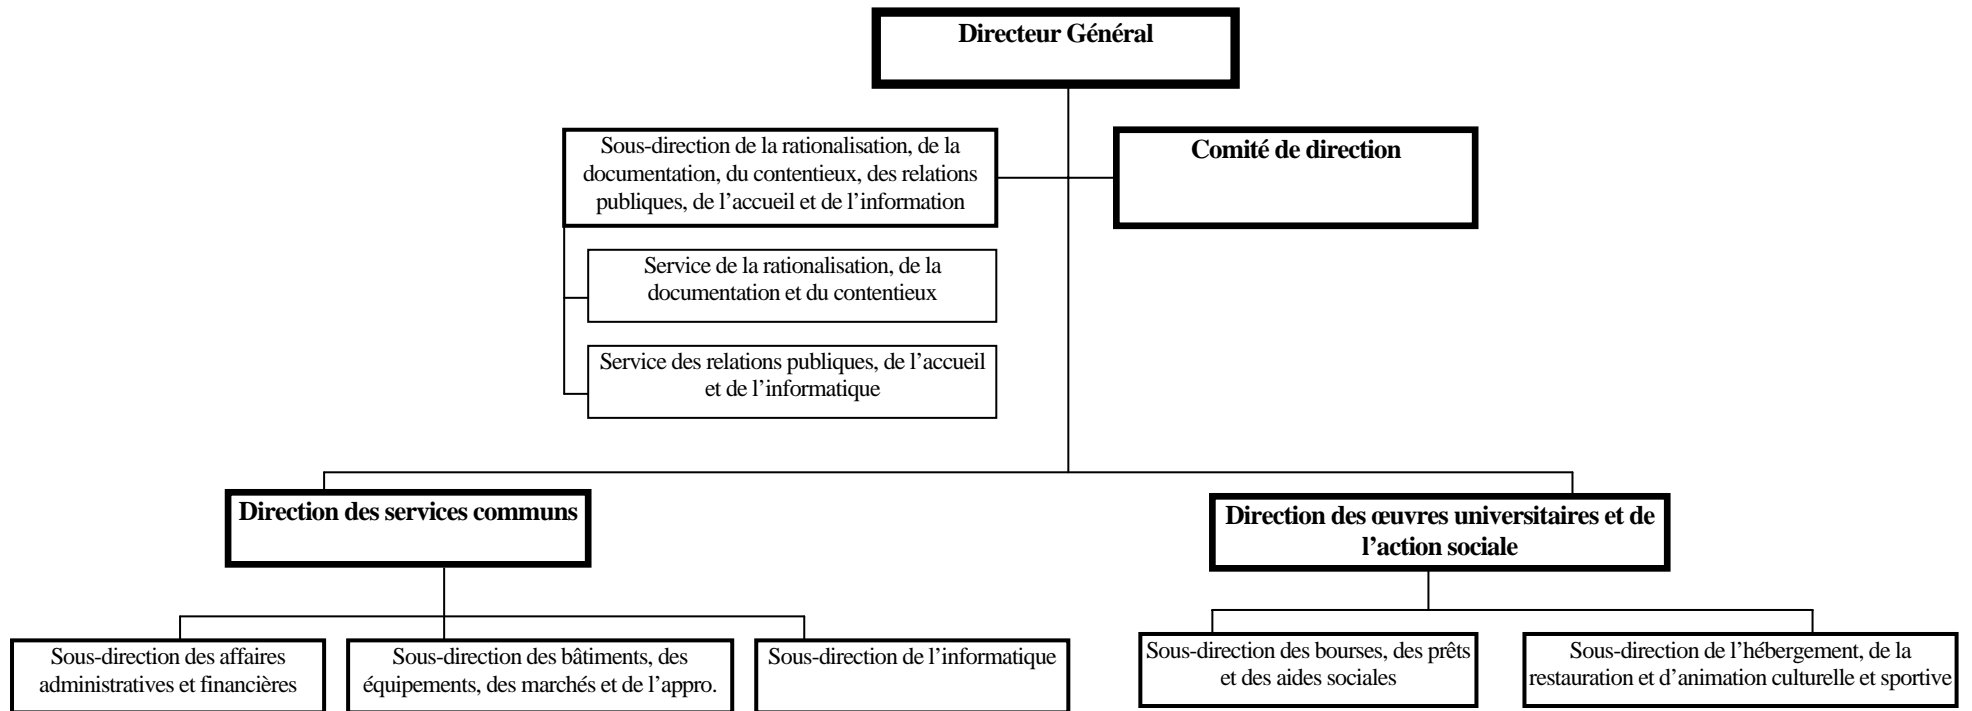 Directeur Général
Sous-direction de la rationalisation, de la
documentation, du contentieux, des relations
publiques, de l’accueil et de l’information
Comité de direction
Service de la rationalisation, de la
documentation et du contentieux
Service des relations publiques, de l’accueil
et de l’informatique
Direction des services communs
Direction des œuvres universitaires et de
l’action sociale
Sous-direction des affaires
administratives et financières
Sous-direction des bâtiments, des
équipements, des marchés et de l’appro.
Sous-direction de l’informatique
Sous-direction des bourses, des prêts
et des aides sociales
Sous-direction de l’hébergement, de la
restauration et d’animation culturelle et sportive